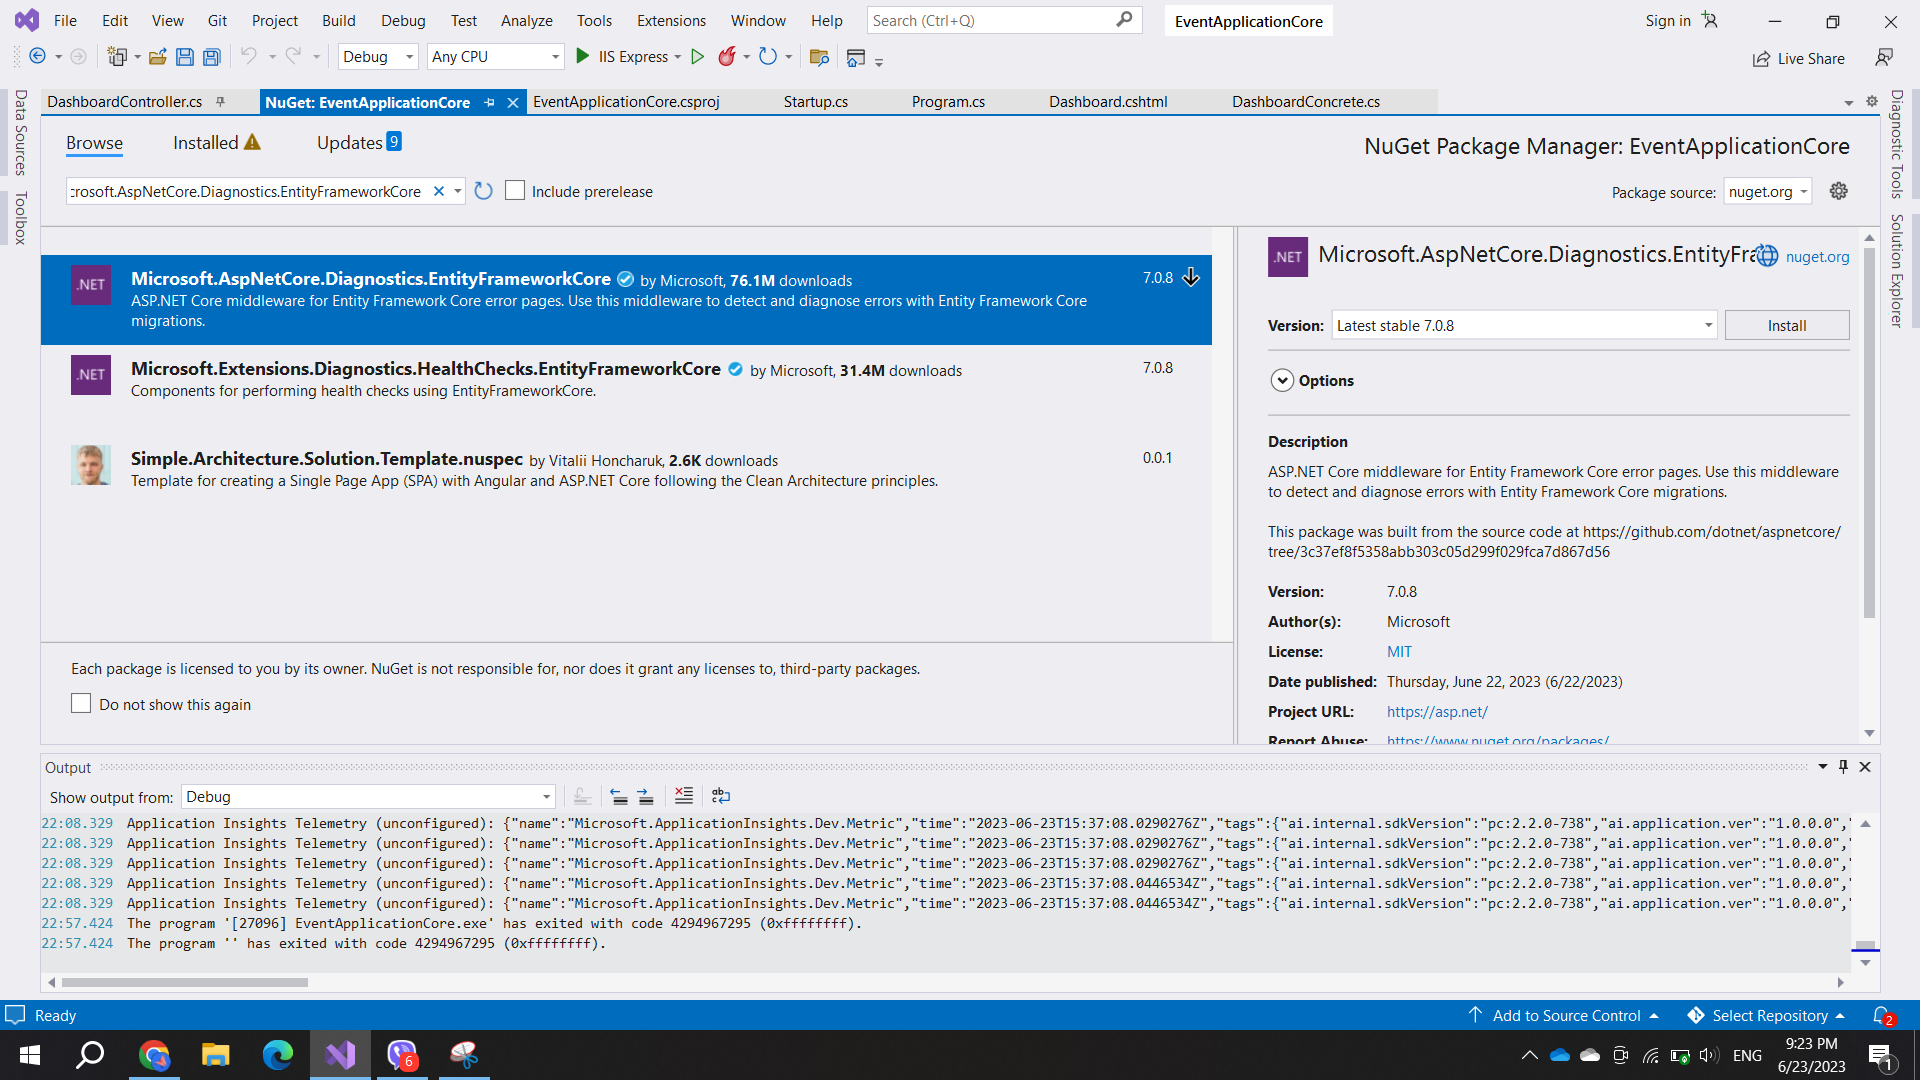 File Edit View Git Project Build Debug Test Analyze Tools Extensions Window Help Search (Ctrl+Q) EventApplicationCore Sign in
Debug Any CPU IIS Express Live Share
DashboardController.cs NuGet: EventApplicationCore EventApplicationCore.csproj Startup.cs Program.cs Dashboard.cshtml DashboardConcrete.cs
Data Sources
Toolbox
Diagnostic Tools
Solution Explorer
Browse Installed Updates 9
NuGet Package Manager: EventApplicationCore
crosoft.AspNetCore.Diagnostics.EntityFrameworkCore Include prerelease
Package source: nuget.org
.NET
Microsoft.AspNetCore.Diagnostics.EntityFrameworkCore by Microsoft, 76.1M downloads 7.0.8
ASP.NET Core middleware for Entity Framework Core error pages. Use this middleware to detect and diagnose errors with Entity Framework Core
migrations.
.NET
Microsoft.Extensions.Diagnostics.HealthChecks.EntityFrameworkCore by Microsoft, 31.4M downloads 7.0.8
Components for performing health checks using EntityFrameworkCore.
Simple.Architecture.Solution.Template.nuspec by Vitalii Honcharuk, 2.6K downloads 0.0.1
Template for creating a Single Page App (SPA) with Angular and ASP.NET Core following the Clean Architecture principles.
Each package is licensed to you by its owner. NuGet is not responsible for, nor does it grant any licenses to, third-party packages.
Do not show this again
.NET Microsoft.AspNetCore.Diagnostics.EntityFra nuget.org
Version: Latest stable 7.0.8 Install
Options
Description
ASP.NET Core middleware for Entity Framework Core error pages. Use this middleware
to detect and diagnose errors with Entity Framework Core migrations.
This package was built from the source code at https://github.com/dotnet/aspnetcore/
tree/3c37ef8f5358abb303c05d299f029fca7d867d56
Version: 7.0.8
Author(s): Microsoft
License: MIT
Date published: Thursday, June 22, 2023 (6/22/2023)
Project URL: https://asp.net/
Report Abuse: https://www.nuget.org/packages/
Output
Show output from: Debug
22:08.329 Application Insights Telemetry (unconfigured): {"name":"Microsoft.ApplicationInsights.Dev.Metric","time":"2023-06-23T15:37:08.0290276Z","tags":{"ai.internal.sdkVersion":"pc:2.2.0-738","ai.application.ver":"1.0.0.0","
22:08.329 Application Insights Telemetry (unconfigured): {"name":"Microsoft.ApplicationInsights.Dev.Metric","time":"2023-06-23T15:37:08.0290276Z","tags":{"ai.internal.sdkVersion":"pc:2.2.0-738","ai.application.ver":"1.0.0.0","
22:08.329 Application Insights Telemetry (unconfigured): {"name":"Microsoft.ApplicationInsights.Dev.Metric","time":"2023-06-23T15:37:08.0290276Z","tags":{"ai.internal.sdkVersion":"pc:2.2.0-738","ai.application.ver":"1.0.0.0","
22:08.329 Application Insights Telemetry (unconfigured): {"name":"Microsoft.ApplicationInsights.Dev.Metric","time":"2023-06-23T15:37:08.0446534Z","tags":{"ai.internal.sdkVersion":"pc:2.2.0-738","ai.application.ver":"1.0.0.0","
22:08.329 Application Insights Telemetry (unconfigured): {"name":"Microsoft.ApplicationInsights.Dev.Metric","time":"2023-06-23T15:37:08.0446534Z","tags":{"ai.internal.sdkVersion":"pc:2.2.0-738","ai.application.ver":"1.0.0.0","
22:57.424 The program '[27096] EventApplicationCore.exe' has exited with code 4294967295 (0xffffffff).
22:57.424 The program '' has exited with code 4294967295 (0xffffffff).
Ready Add to Source Control Select Repository 2
6 ENG 9:23 PM
6/23/2023 1